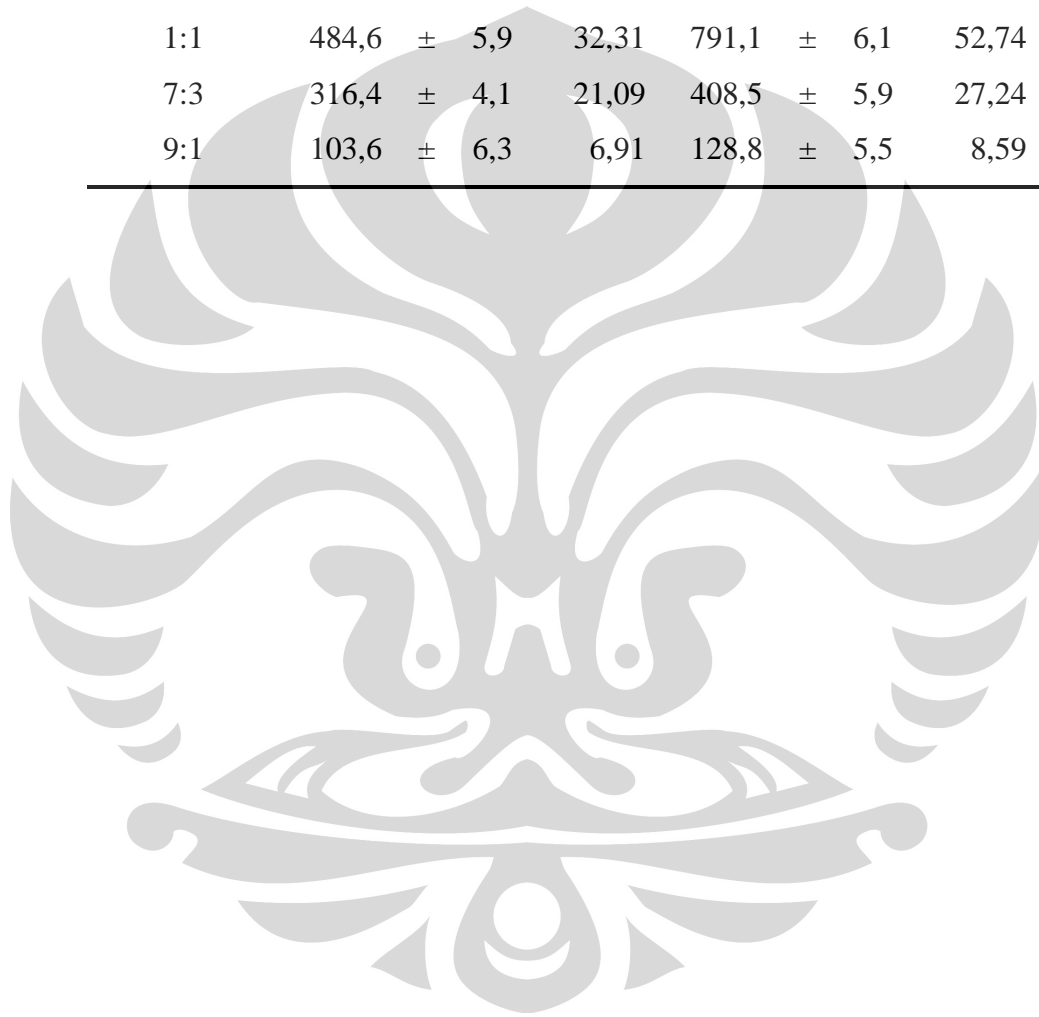 1:1 484,6 ± 5,9 32,31 791,1 ± 6,1 52,74
7:3 316,4 ± 4,1 21,09 408,5 ± 5,9 27,24
9:1 103,6 ± 6,3 6,91 128,8 ± 5,5 8,59